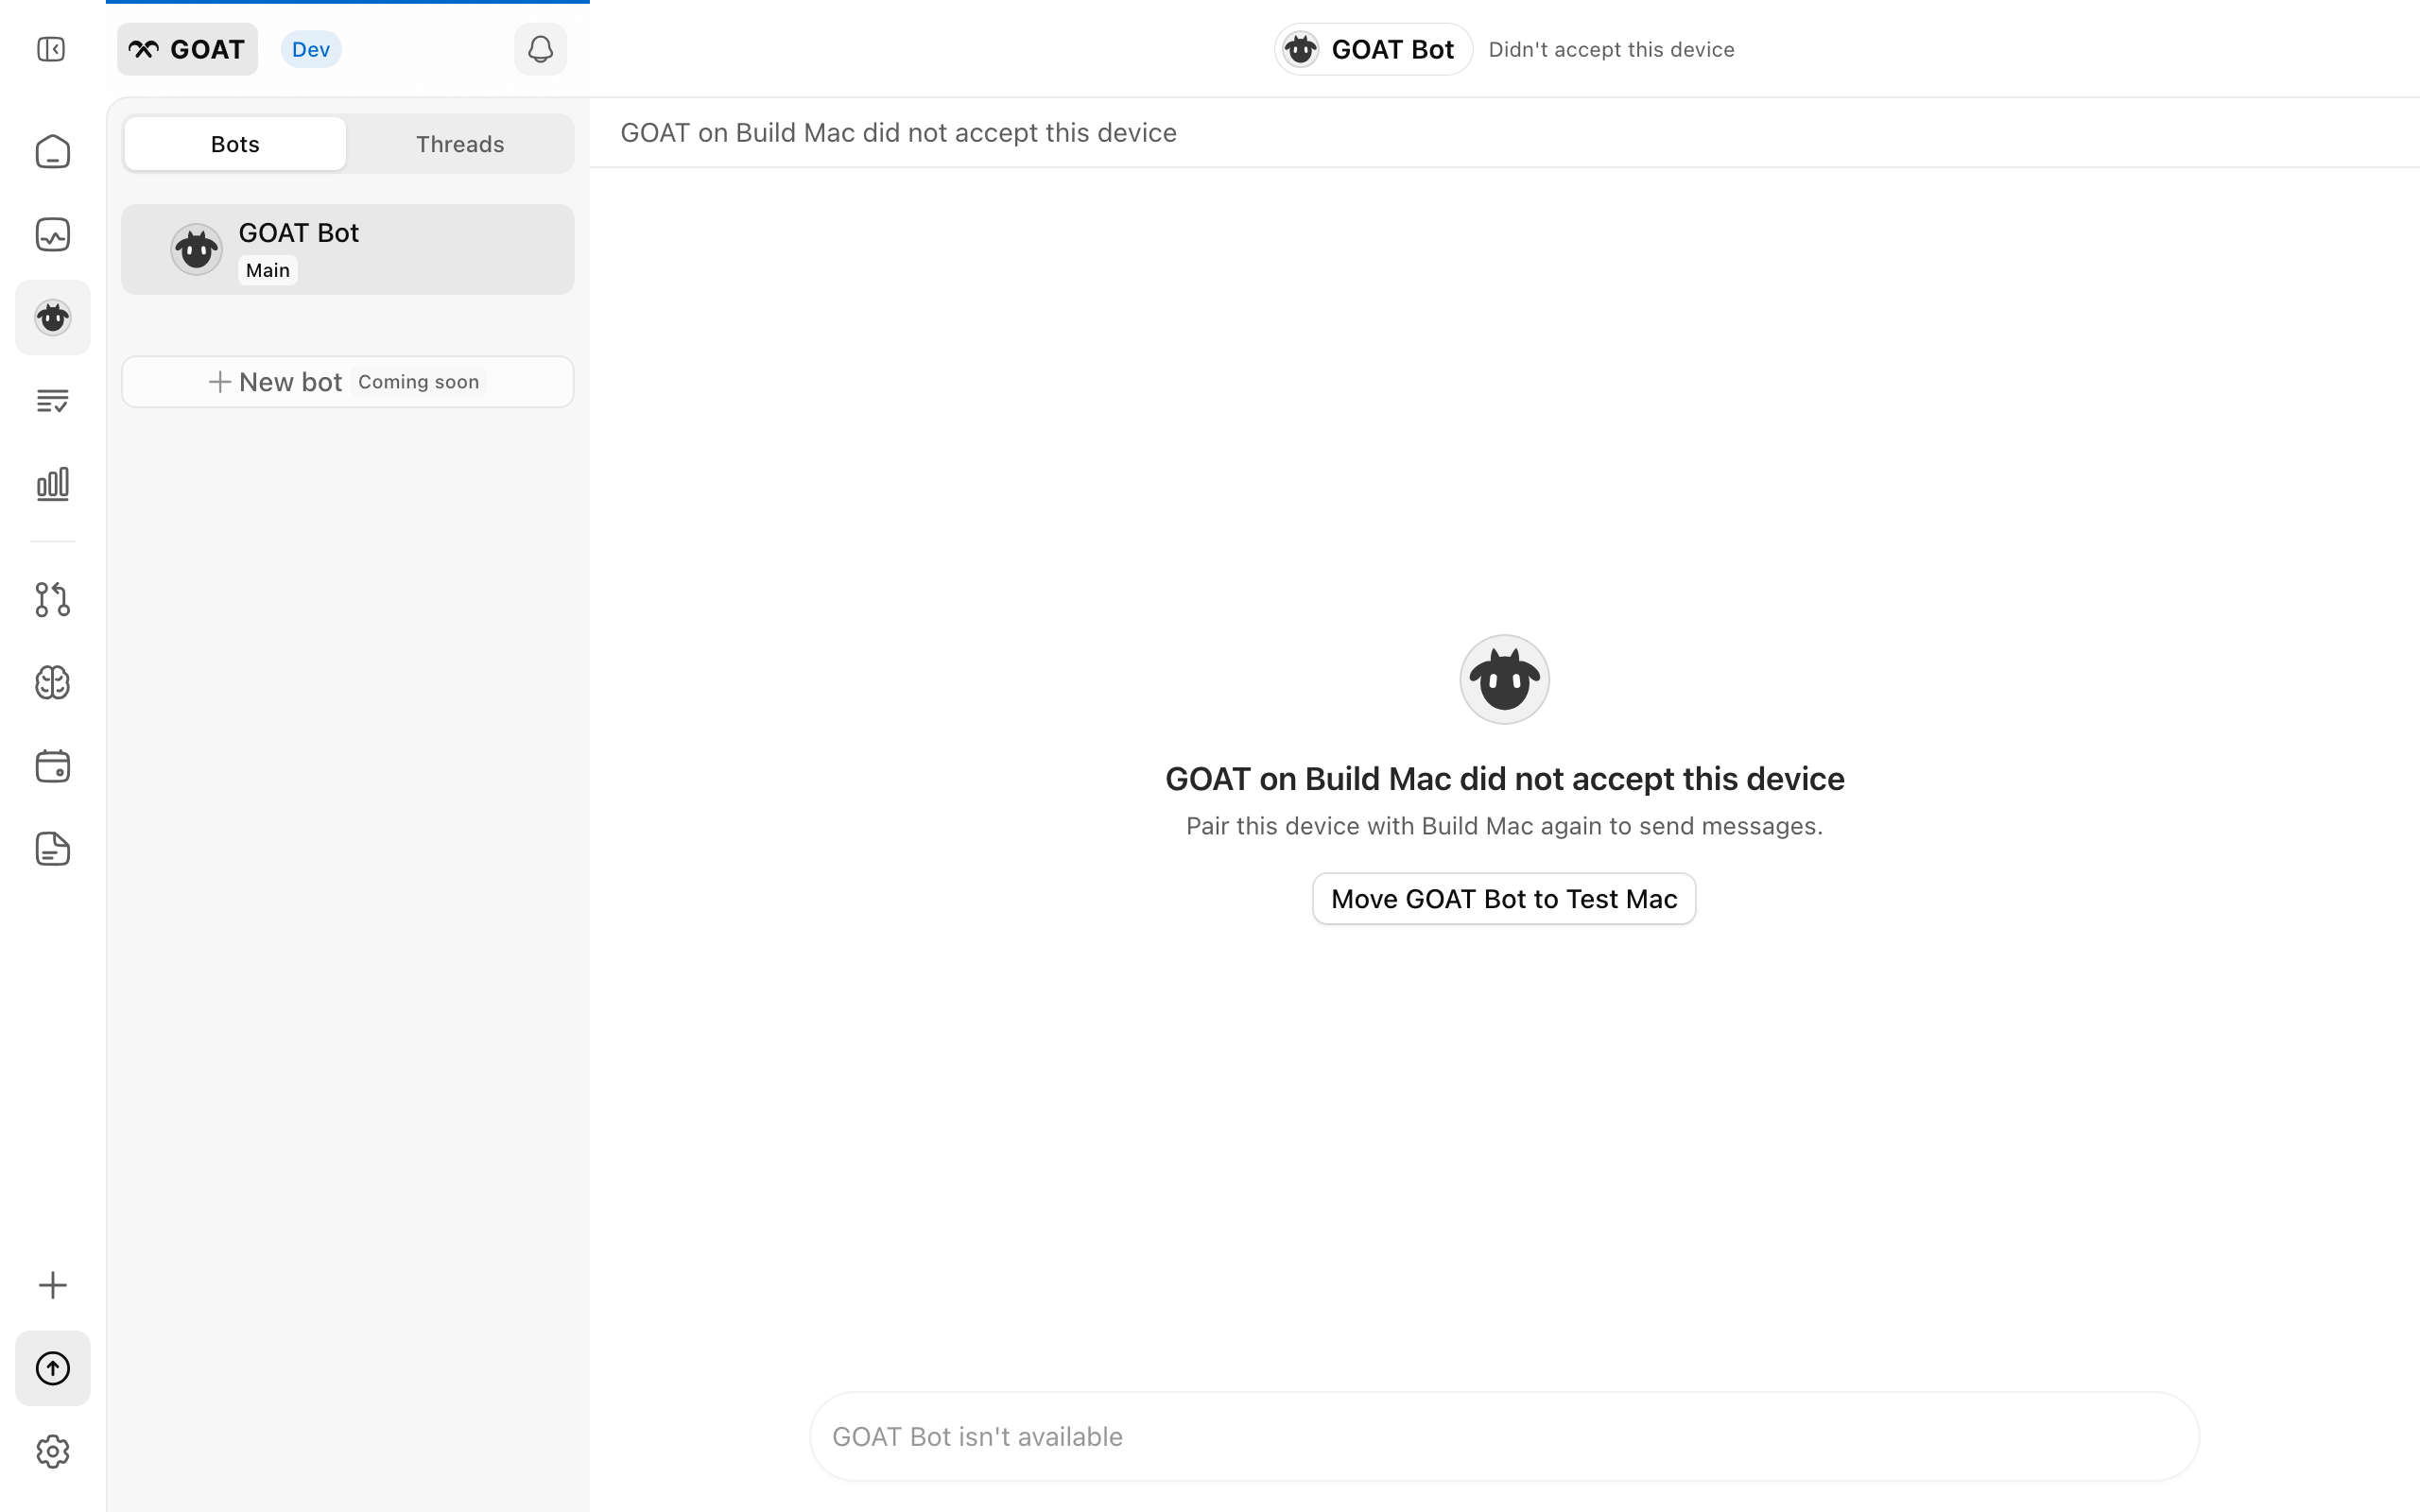 GOAT
Dev
GOAT Bot
Didn't accept this device
Bots
Threads
GOAT on Build Mac did not accept this device
GOAT Bot
Main
New bot
Coming soon
GOAT on Build Mac did not accept this device
Pair this device with Build Mac again to send messages.
Move GOAT Bot to Test Mac
GOAT Bot isn't available